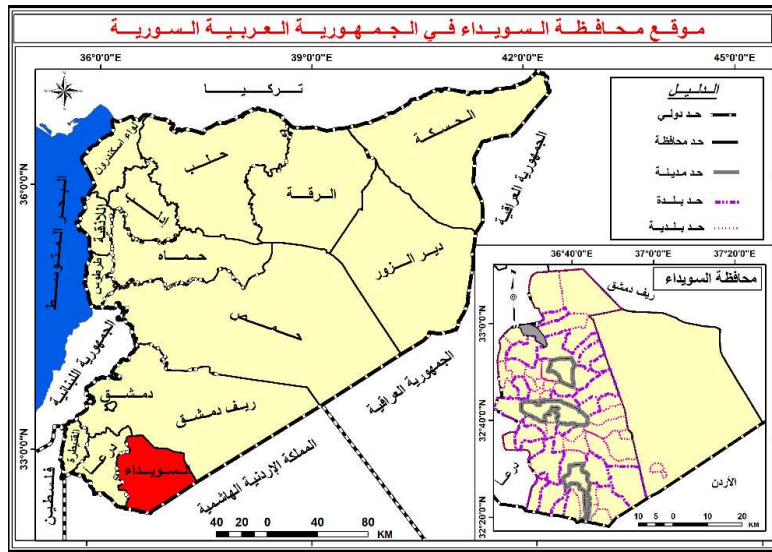 موقع محافظة السويداء في الجمهورية العربية السورية
36°0'0"E
39°0'0"E
42°0'0"E
45°0'0"E
تركيا
الدليل
حد دولي
حد محافظة
حد مدينة
حد بلدة
حد بلدية
لواء اسكندرون
حلب
الحسكة
الرقة
إدلب
اللاذقية
طرطوس
حماه
دير الزور
حمص
البحر المتوسط
الجمهورية العراقية
36°0'0"N
33°0'0"N
الجمهورية اللبنانية
دمشق
ريف دمشق
القنيطرة
درعا
السويداء
فلسطين
المملكة الإردنية الهاشمية
الجمهورية العراقية
40 20 0 40 80
KM
36°40'0"E
37°0'0"E
37°20'0"E
محافظة السويداء
ريف دمشق
33°0'0"N
32°40'0"N
32°20'0"N
درعا
الأردن
10 5 0 10 20
KM